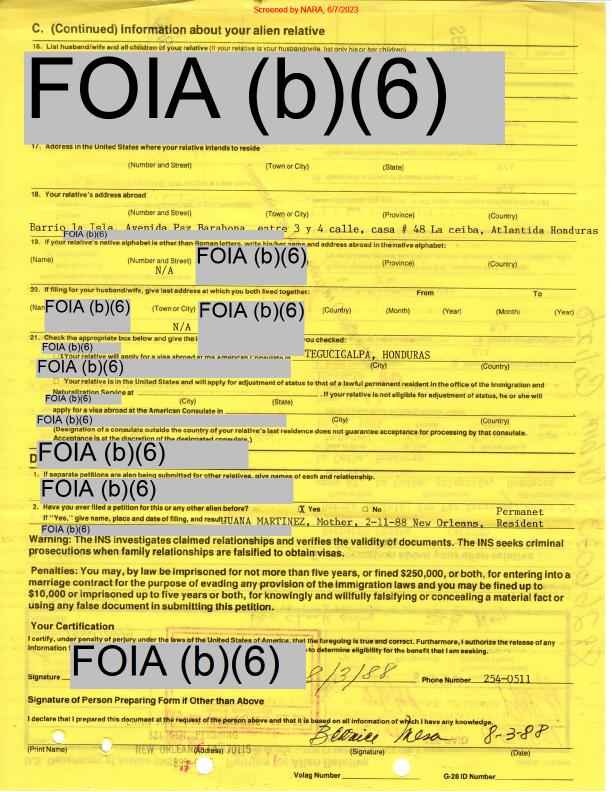 Screened by NARA, 6/7/2023
C. (Continued) Information about your alien relative
16. List husband/wife and all children of your relative (if your relative is your husband/wife, list only his or her children)
FOIA (b)(6)
17. Address in the United States where your relative intends to reside
(Number and Street) (Town or City) (State)
18. Your relative's address abroad
(Number and Street) (Town or City) (Province) (Country)
Barrio la Isla, Avenida Paz Barahona, entre 3 y 4 calle, casa # 48 La ceiba, Atlantida Honduras
FOIA (b)(6)
19. If your relative's native alphabet is other than Roman letters, write his/her name and address abroad in the native alphabet:
(Name) (Number and Street) FOIA (b)(6) (Province) (Country)
N/A
20. If filing for your husband/wife, give last address at which you both lived together: From To
FOIA (b)(6) (Town or City) FOIA (b)(6) (Country) (Month) (Year) (Month) (Year)
N/A
21. Check the appropriate box below and give the you checked:
FOIA (b)(6)
Your relative will apply for a visa abroad at the American Consulate in TEGUCIGALPA, HONDURAS
FOIA (b)(6) (City) (Country)
Your relative is in the United States and will apply for adjustment of status to that of a lawful permanent resident in the office of the Immigration and
Naturalization Service at . If your relative is not eligible for adjustment of status, he or she will
FOIA (b)(6) (City) (State)
apply for a visa abroad at the American Consulate in
FOIA (b)(6) (City) (Country)
(Designation of a consulate outside the country of your relative's last residence does not guarantee acceptance for processing by that consulate.
Acceptance is at the discretion of the designated consulate.)
FOIA (b)(6)
1. If separate petitions are also being submitted for other relatives, give names of each and relationship.
FOIA (b)(6)
2. Have you ever filed a petition for this or any other alien before? X Yes No Permanet
If "Yes," give name, place and date of filing, and result JUANA MARTINEZ, Mother, 2-11-88 New Orleans, Resident
FOIA (b)(6)
Warning: The INS investigates claimed relationships and verifies the validity of documents. The INS seeks criminal
prosecutions when family relationships are falsified to obtain visas.
Penalties: You may, by law be imprisoned for not more than five years, or fined $250,000, or both, for entering into a
marriage contract for the purpose of evading any provision of the immigration laws and you may be fined up to
$10,000 or imprisoned up to five years or both, for knowingly and willfully falsifying or concealing a material fact or
using any false document in submitting this petition.
Your Certification
I certify, under penalty of perjury under the laws of the United States of America, that the foregoing is true and correct. Furthermore, I authorize the release of any
information f to determine eligibility for the benefit that I am seeking.
FOIA (b)(6)
Signature 8/3/88 Phone Number 254-0511
Signature of Person Preparing Form if Other than Above
I declare that I prepared this document at the request of the person above and that it is based on all information of which I have any knowledge.
PERSHING
NEW ORLEANS 70115
8-3-88
(Print Name) (Address) (Signature) (Date)
Volag Number G-28 ID Number